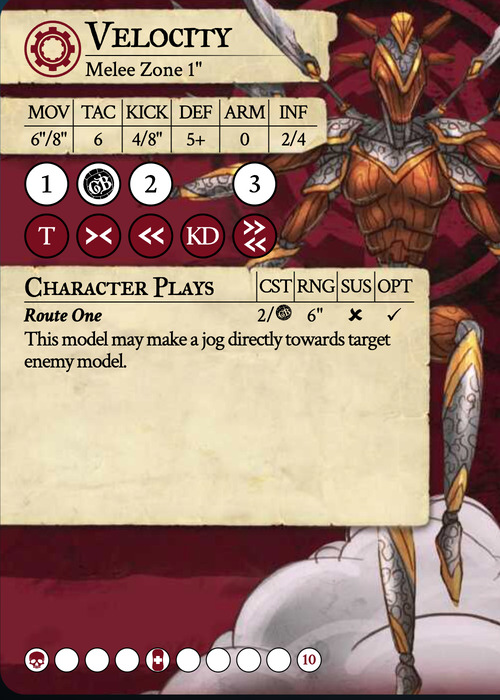 Velocity
Melee Zone 1"
MOV TAC KICK DEF ARM INF
6"/8" 6 4/8" 5+ 0 2/4
1 GB 2 3
T >< << KD >> <<
Character Plays CST RNG SUS OPT
Route One 2/GB 6" ✘ ✓
This model may make a jog directly towards target
enemy model.
10